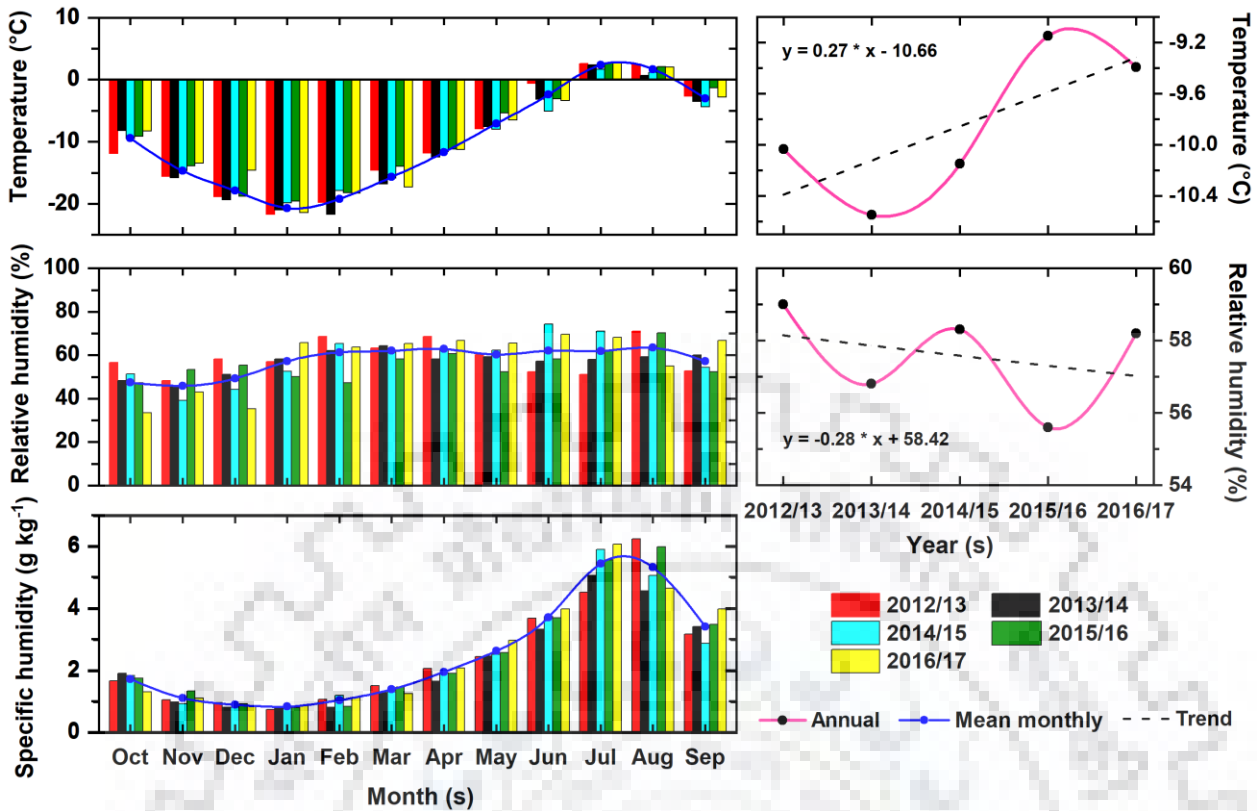 Temperature (°C)
10
0
-10
-20
y = 0.27 * x - 10.66
-9.2
-9.6
-10.0
-10.4
Temperature (°C)
Relative humidity (%)
100
80
60
40
20
0
y = -0.28 * x + 58.42
60
58
56
54
Relative humidity (%)
2012/13 2013/14 2014/15 2015/16 2016/17
Year (s)
Specific humidity (g kg⁻¹)
6
4
2
0
Oct Nov Dec Jan Feb Mar Apr May Jun Jul Aug Sep
Month (s)
2012/13 2013/14
2014/15 2015/16
2016/17
Annual Mean monthly Trend